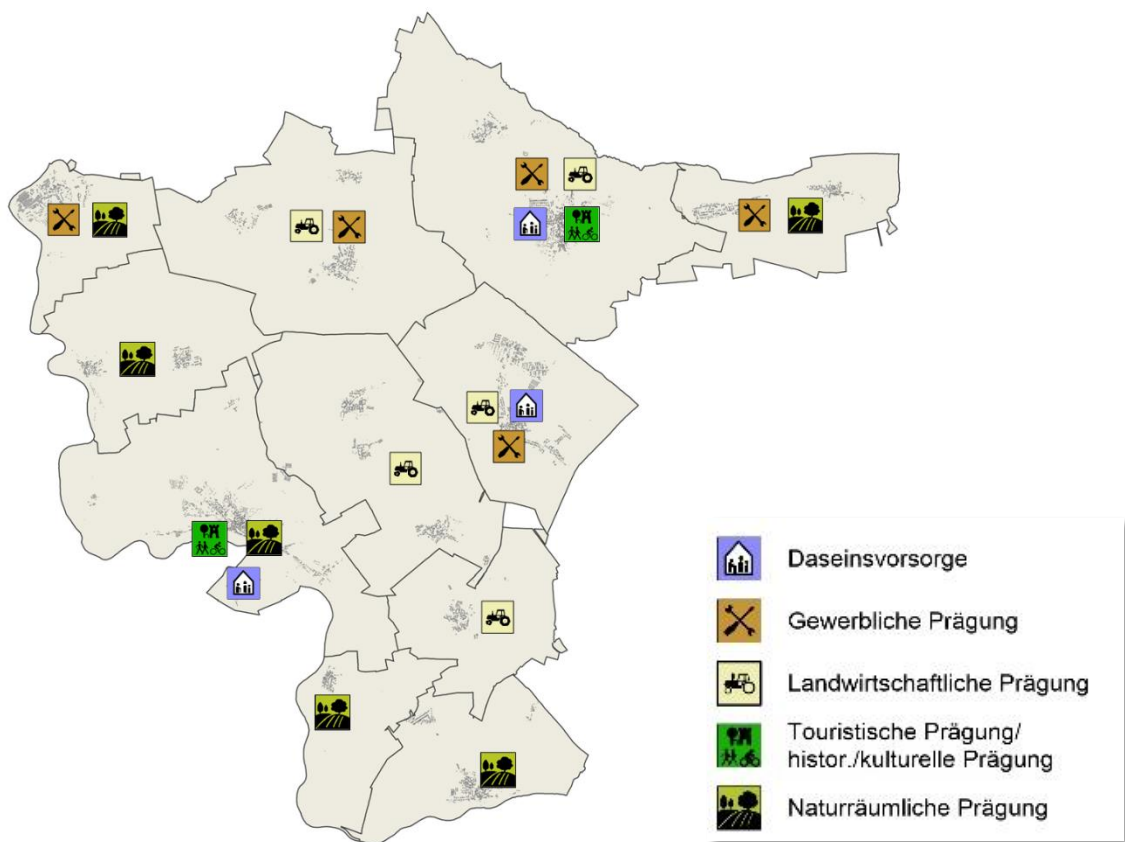 Daseinsvorsorge
Gewerbliche Prägung
Landwirtschaftliche Prägung
Touristische Prägung/
histor./kulturelle Prägung
Naturräumliche Prägung